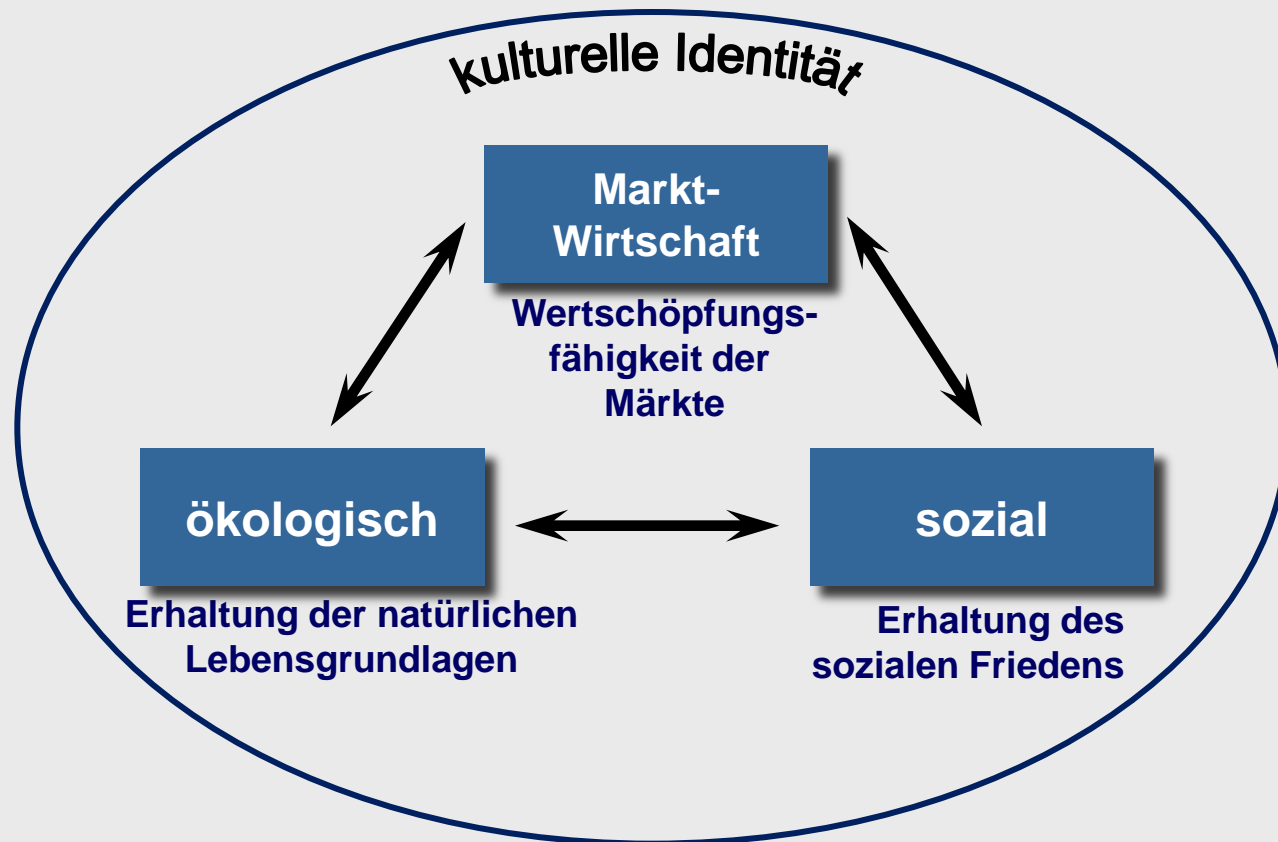 kulturelle Identität
Markt-
Wirtschaft
Wertschöpfungs-
fähigkeit der
Märkte
ökologisch
Erhaltung der natürlichen
Lebensgrundlagen
sozial
Erhaltung des
sozialen Friedens